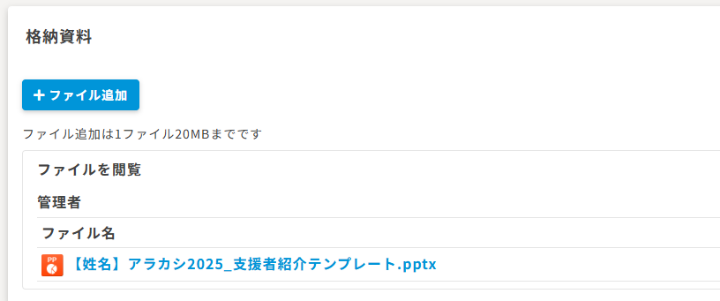 格納資料
+ ファイル追加
ファイル追加は1ファイル20MBまでです
ファイルを閲覧
管理者
ファイル名
【姓名】アラカシ2025_支援者紹介テンプレート.pptx